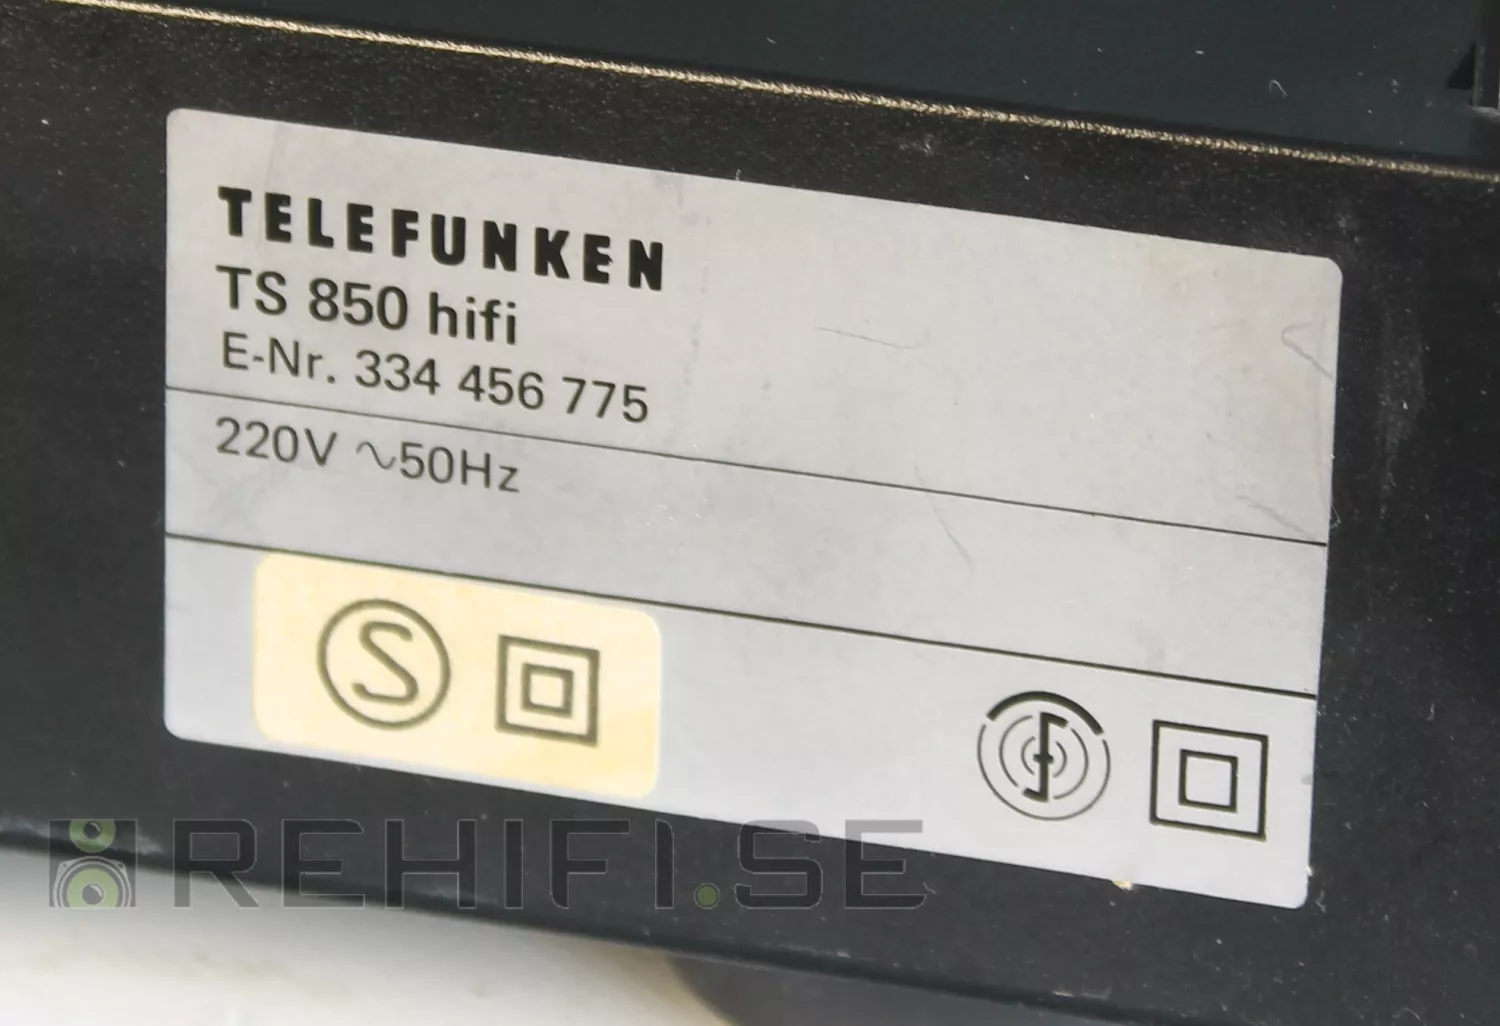 TELEFUNKEN
TS 850 hifi
E-Nr. 334 456 775
220V ~50Hz
S
REHIFI.SE